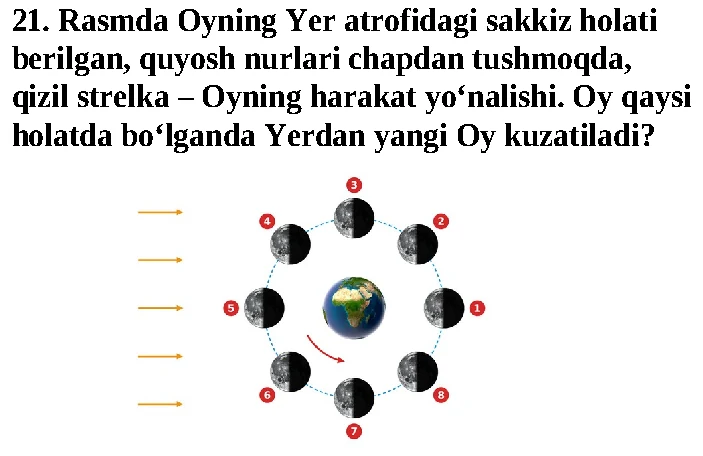 21. Rasmda Oyning Yer atrofidagi sakkiz holati
berilgan, quyosh nurlari chapdan tushmoqda,
qizil strelka – Oyning harakat yo‘nalishi. Oy qaysi
holatda bo‘lganda Yerdan yangi Oy kuzatiladi?
3
4
2
5
1
6
8
7